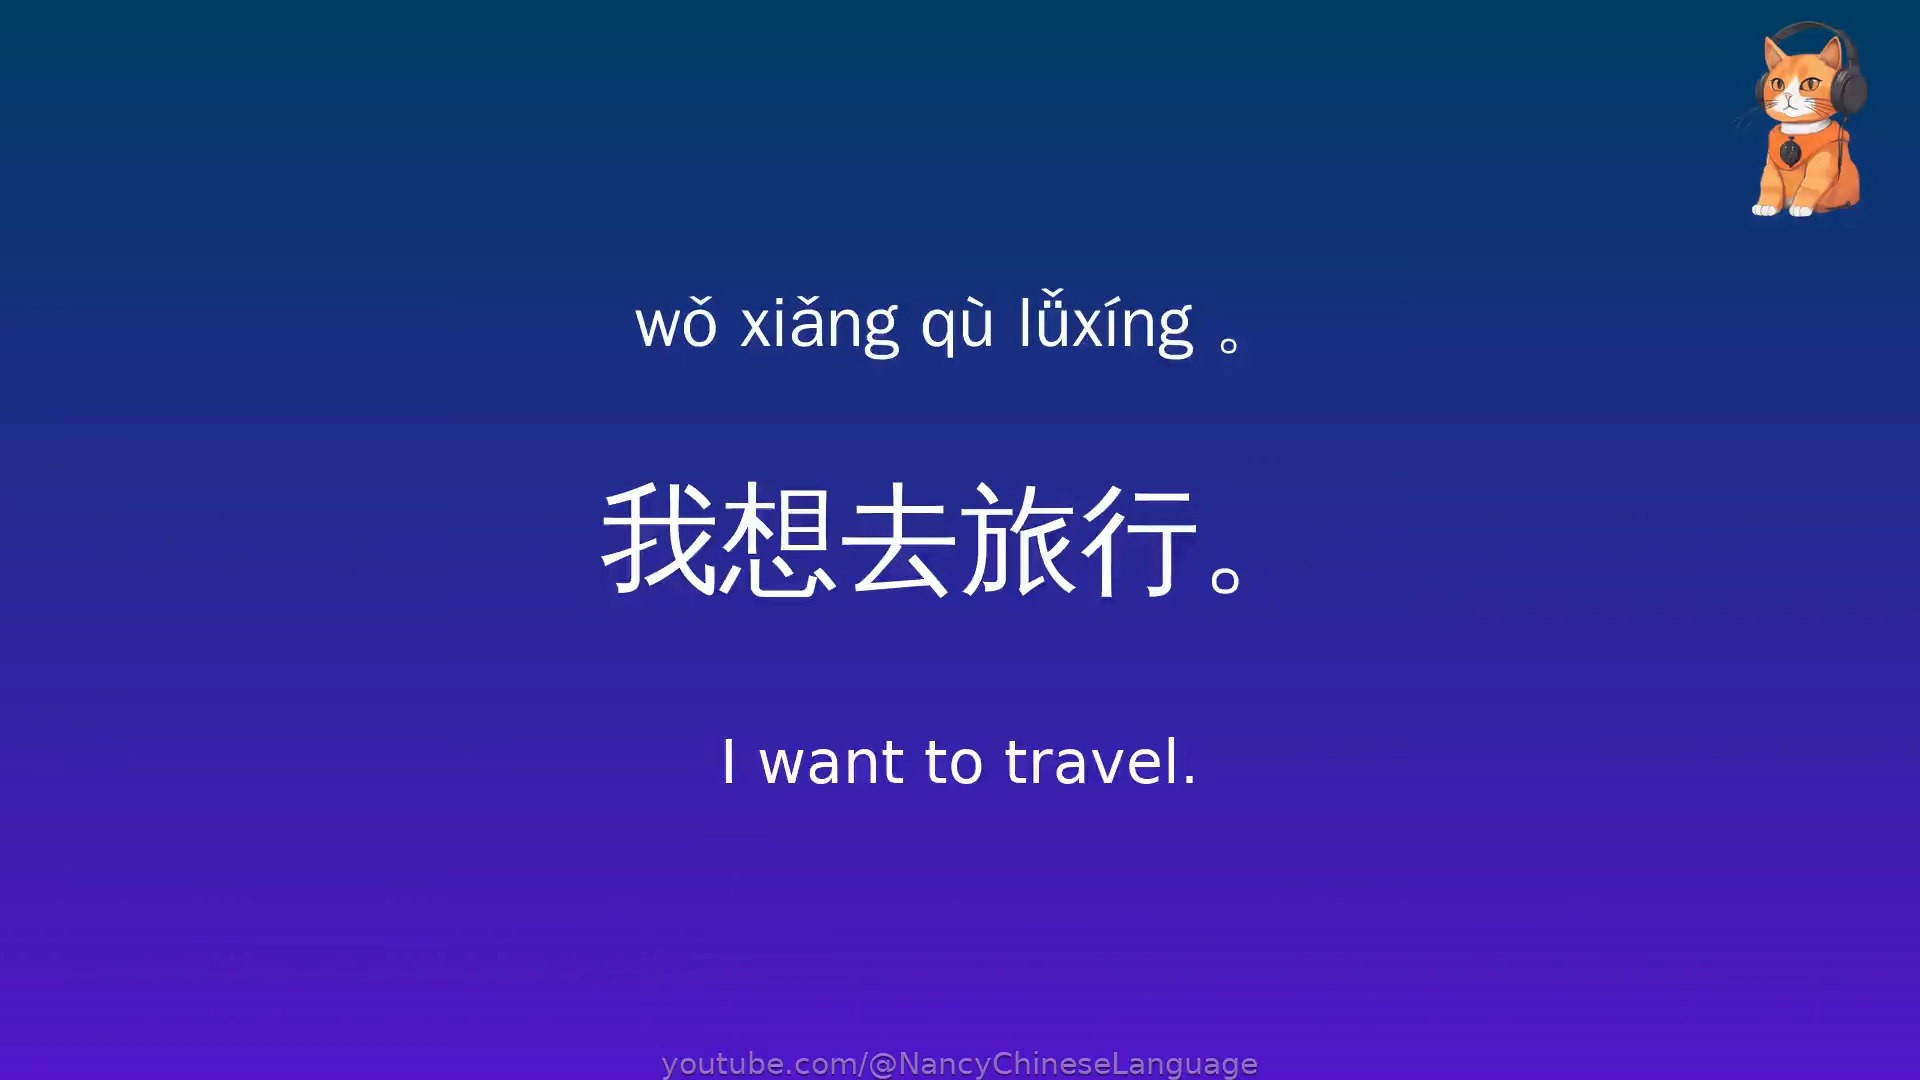 wǒ xiǎng qù lǚxíng 。
我想去旅行。
I want to travel.
youtube.com/@NancyChineseLanguage